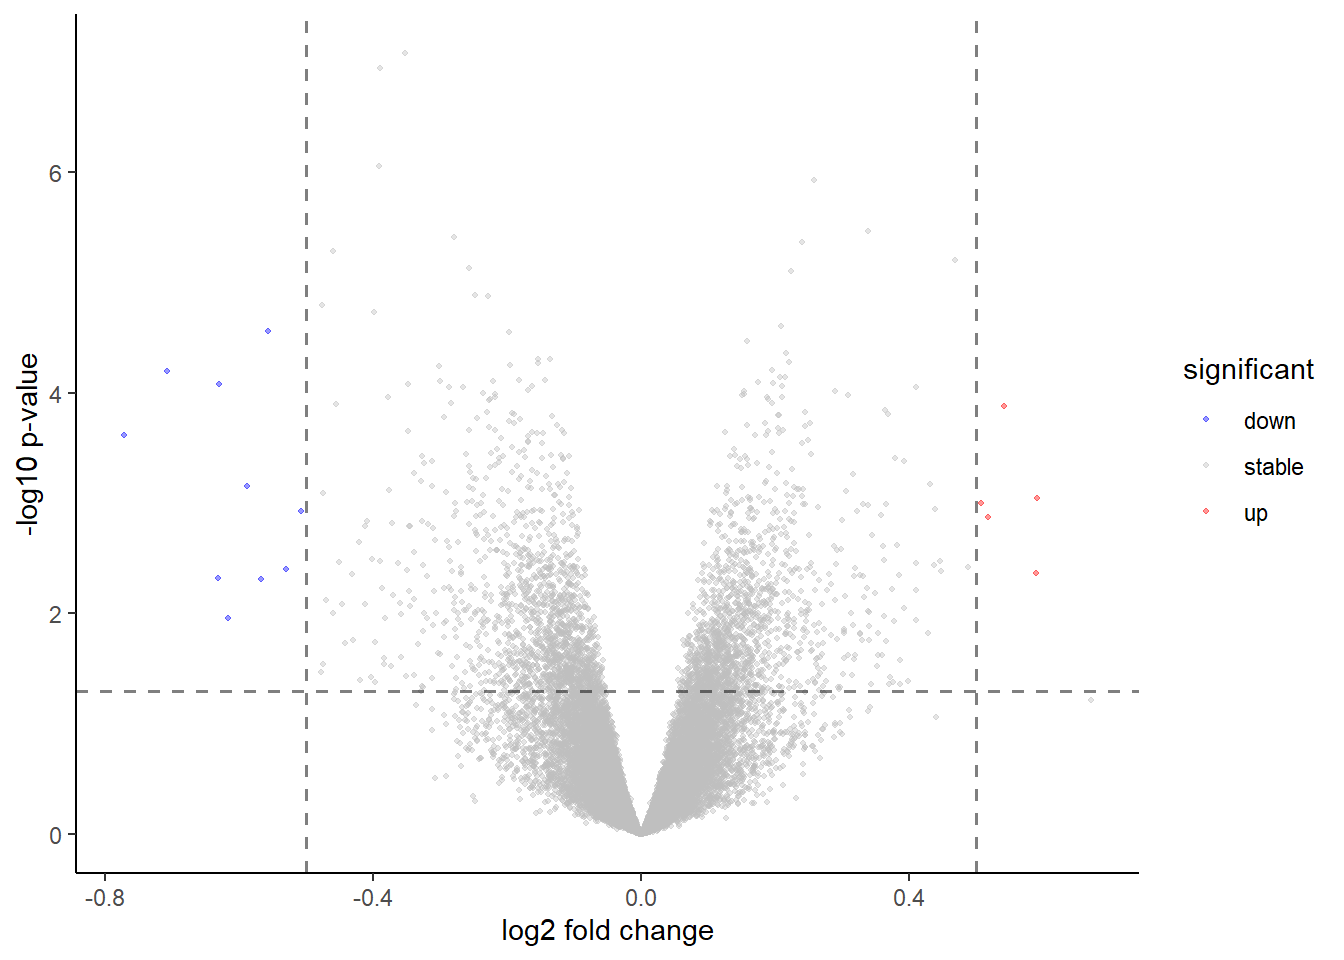 -log10 p-value
6
4
2
0
-0.8
-0.4
0.0
0.4
log2 fold change
significant
down
stable
up